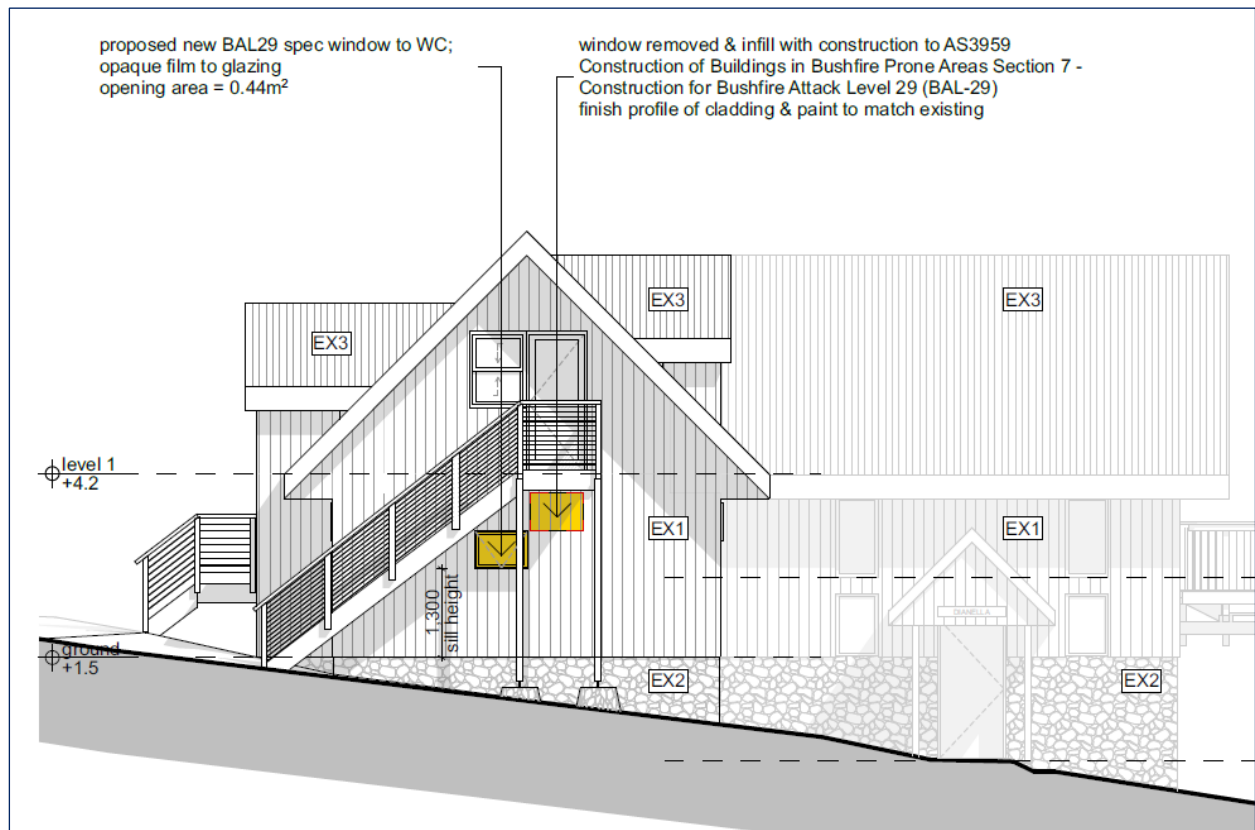 proposed new BAL29 spec window to WC;
opaque film to glazing
opening area = 0.44m²
window removed & infill with construction to AS3959
Construction of Buildings in Bushfire Prone Areas Section 7 -
Construction for Bushfire Attack Level 29 (BAL-29)
finish profile of cladding & paint to match existing
EX3
EX3
EX3
level 1
+4.2
EX1
EX1
1,300
sill height
DIANELLA
ground
+1.5
EX2
EX2